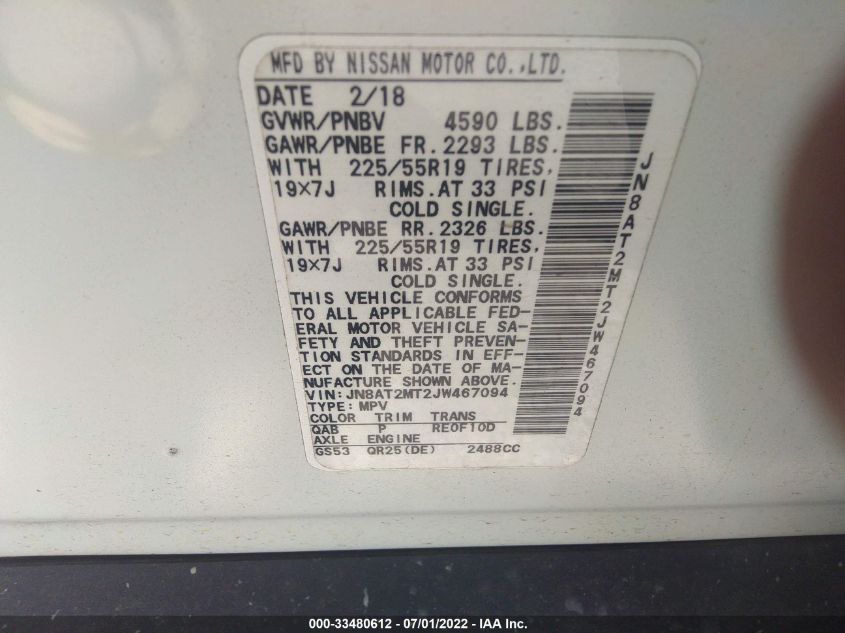 MFD BY NISSAN MOTOR CO.,LTD.
DATE 2/18
GVWR/PNBV 4590 LBS.
GAWR/PNBE FR. 2293 LBS.
WITH 225/55R19 TIRES,
19×7J RIMS.AT 33 PSI
COLD SINGLE.
GAWR/PNBE RR. 2326 LBS.
WITH 225/55R19 TIRES,
19×7J RIMS.AT 33 PSI
COLD SINGLE.
THIS VEHICLE CONFORMS
TO ALL APPLICABLE FED-
ERAL MOTOR VEHICLE SA-
FETY AND THEFT PREVEN-
TION STANDARDS IN EFF-
ECT ON THE DATE OF MA-
NUFACTURE SHOWN ABOVE.
VIN:JN8AT2MT2JW467094
TYPE:MPV
COLOR TRIM TRANS
QAB P RE0F10D
AXLE ENGINE
GS53 QR25(DE) 2488CC
JN8AT2MT2JW467094
000-33480612 - 07/01/2022 - IAA Inc.